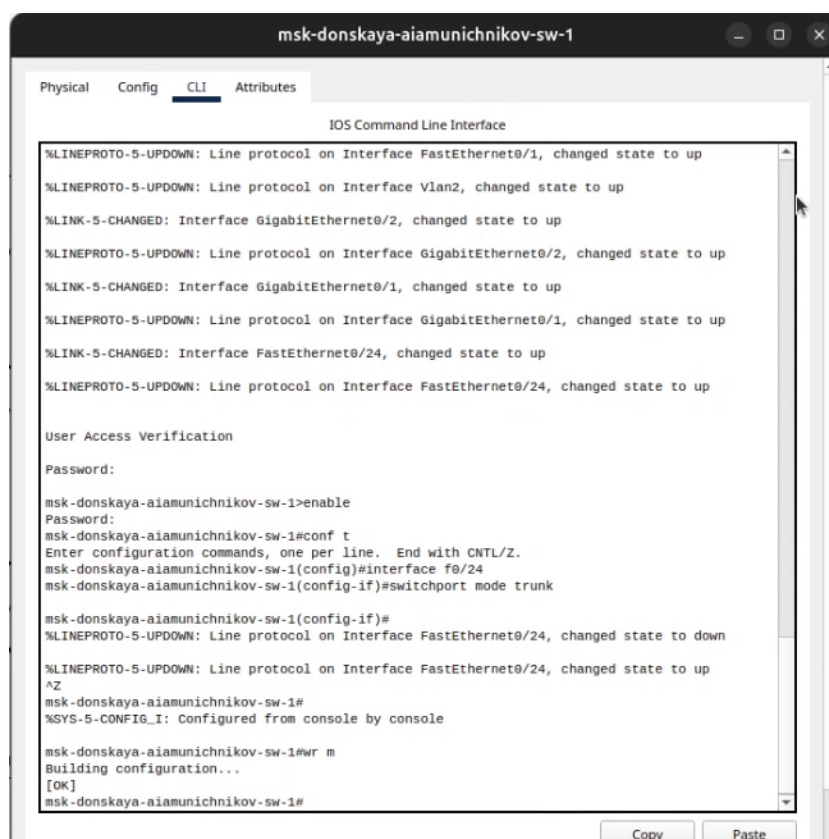 msk-donskaya-aiamunichnikov-sw-1
Physical Config CLI Attributes
IOS Command Line Interface
%LINEPROTO-5-UPDOWN: Line protocol on Interface FastEthernet0/1, changed state to up
%LINEPROTO-5-UPDOWN: Line protocol on Interface Vlan2, changed state to up
%LINK-5-CHANGED: Interface GigabitEthernet0/2, changed state to up
%LINEPROTO-5-UPDOWN: Line protocol on Interface GigabitEthernet0/2, changed state to up
%LINK-5-CHANGED: Interface GigabitEthernet0/1, changed state to up
%LINEPROTO-5-UPDOWN: Line protocol on Interface GigabitEthernet0/1, changed state to up
%LINK-5-CHANGED: Interface FastEthernet0/24, changed state to up
%LINEPROTO-5-UPDOWN: Line protocol on Interface FastEthernet0/24, changed state to up
User Access Verification
Password:
msk-donskaya-aiamunichnikov-sw-1>enable
Password:
msk-donskaya-aiamunichnikov-sw-1#conf t
Enter configuration commands, one per line. End with CNTL/Z.
msk-donskaya-aiamunichnikov-sw-1(config)#interface f0/24
msk-donskaya-aiamunichnikov-sw-1(config-if)#switchport mode trunk
msk-donskaya-aiamunichnikov-sw-1(config-if)#
%LINEPROTO-5-UPDOWN: Line protocol on Interface FastEthernet0/24, changed state to down
%LINEPROTO-5-UPDOWN: Line protocol on Interface FastEthernet0/24, changed state to up
^Z
msk-donskaya-aiamunichnikov-sw-1#
%SYS-5-CONFIG_I: Configured from console by console
msk-donskaya-aiamunichnikov-sw-1#wr m
Building configuration...
[OK]
msk-donskaya-aiamunichnikov-sw-1#
Copy Paste